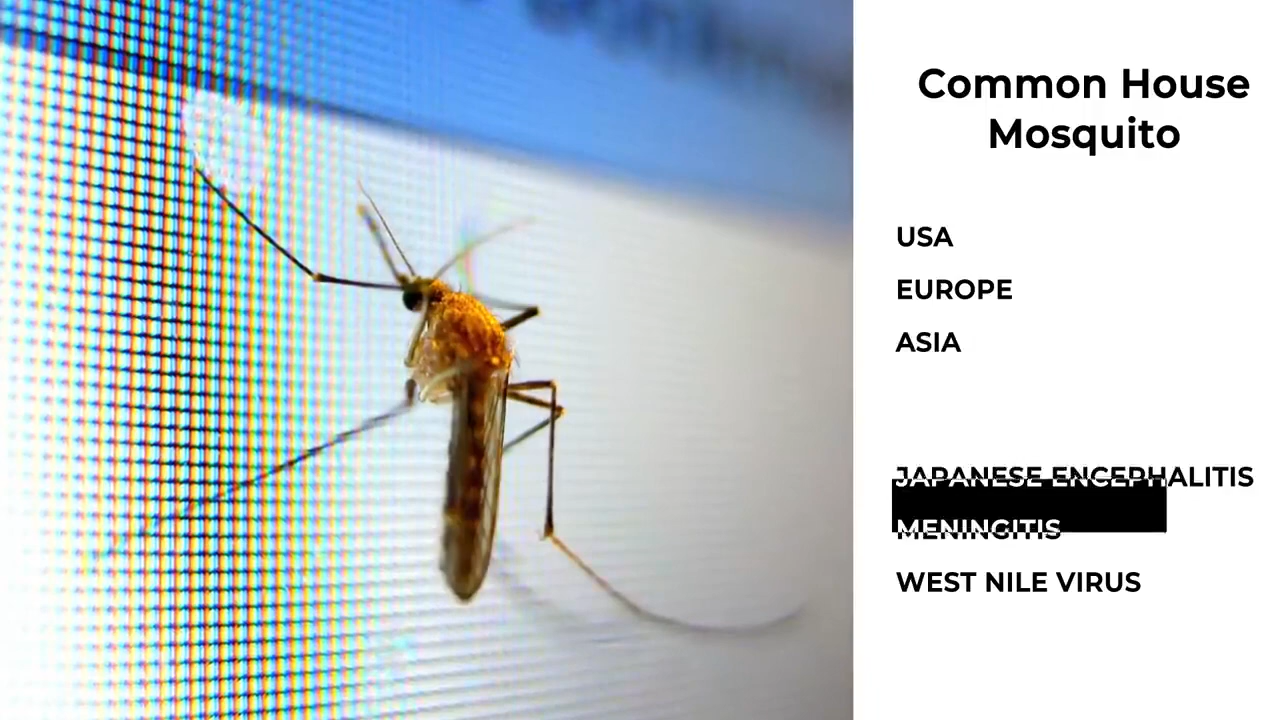 Common House
Mosquito
USA
EUROPE
ASIA
JAPANESE ENCEPHALITIS
MENINGITIS
WEST NILE VIRUS